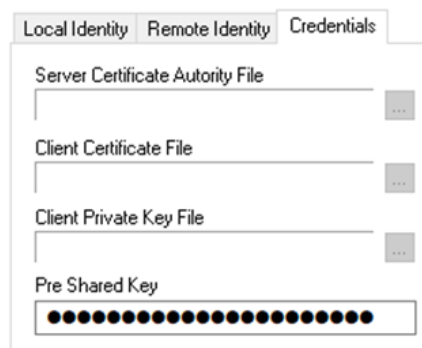 Local Identity Remote Identity Credentials
Server Certificate Autority File
...
Client Certificate File
...
Client Private Key File
...
Pre Shared Key
●●●●●●●●●●●●●●●●●●●●●●